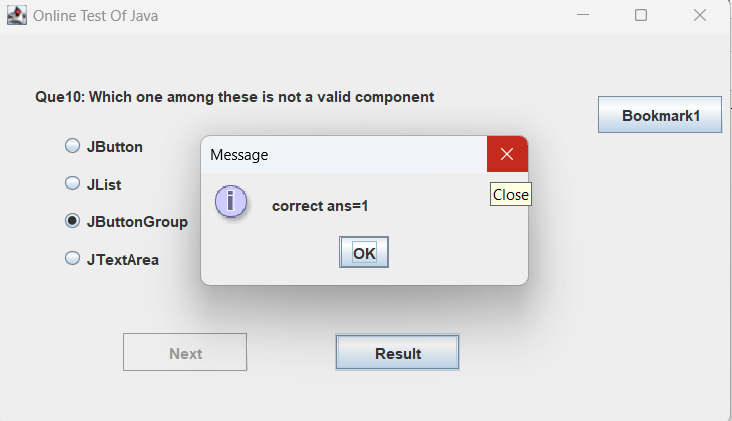 Online Test Of Java
Que10: Which one among these is not a valid component
Bookmark1
JButton
JList
JButtonGroup
JTextArea
Message
Close
i
correct ans=1
OK
Next
Result